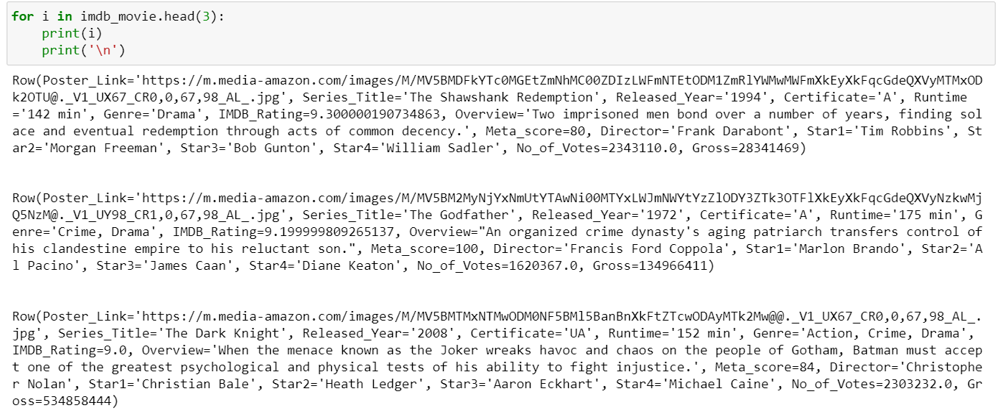 for i in imdb_movie.head(3):
    print(i)
    print('\n')
Row(Poster_Link='https://m.media-amazon.com/images/M/MV5BMDFkYTc0MGEtZmNhMC00ZDIzLWFmNTEtODM1ZmRlYWMwMWFmXkEyXkFqcGdeQXVyMTMxOD
k2OTU@._V1_UX67_CR0,0,67,98_AL_.jpg', Series_Title='The Shawshank Redemption', Released_Year='1994', Certificate='A', Runtime
='142 min', Genre='Drama', IMDB_Rating=9.300000190734863, Overview='Two imprisoned men bond over a number of years, finding sol
ace and eventual redemption through acts of common decency.', Meta_score=80, Director='Frank Darabont', Star1='Tim Robbins', St
ar2='Morgan Freeman', Star3='Bob Gunton', Star4='William Sadler', No_of_Votes=2343110.0, Gross=28341469)
Row(Poster_Link='https://m.media-amazon.com/images/M/MV5BM2MyNjYxNmUtYTAwNi00MTYxLWJmNWYtYzZlODY3ZTk3OTFlXkEyXkFqcGdeQXVyNzkwMj
Q5NzM@._V1_UY98_CR1,0,67,98_AL_.jpg', Series_Title='The Godfather', Released_Year='1972', Certificate='A', Runtime='175 min', G
enre='Crime, Drama', IMDB_Rating=9.199999809265137, Overview="An organized crime dynasty's aging patriarch transfers control of
his clandestine empire to his reluctant son.", Meta_score=100, Director='Francis Ford Coppola', Star1='Marlon Brando', Star2='A
l Pacino', Star3='James Caan', Star4='Diane Keaton', No_of_Votes=1620367.0, Gross=134966411)
Row(Poster_Link='https://m.media-amazon.com/images/M/MV5BMTMxNTMwODM0NF5BMl5BanBnXkFtZTcwODAyMTk2Mw@@._V1_UX67_CR0,0,67,98_AL_.
jpg', Series_Title='The Dark Knight', Released_Year='2008', Certificate='UA', Runtime='152 min', Genre='Action, Crime, Drama',
IMDB_Rating=9.0, Overview='When the menace known as the Joker wreaks havoc and chaos on the people of Gotham, Batman must accep
t one of the greatest psychological and physical tests of his ability to fight injustice.', Meta_score=84, Director='Christophe
r Nolan', Star1='Christian Bale', Star2='Heath Ledger', Star3='Aaron Eckhart', Star4='Michael Caine', No_of_Votes=2303232.0, Gr
oss=534858444)